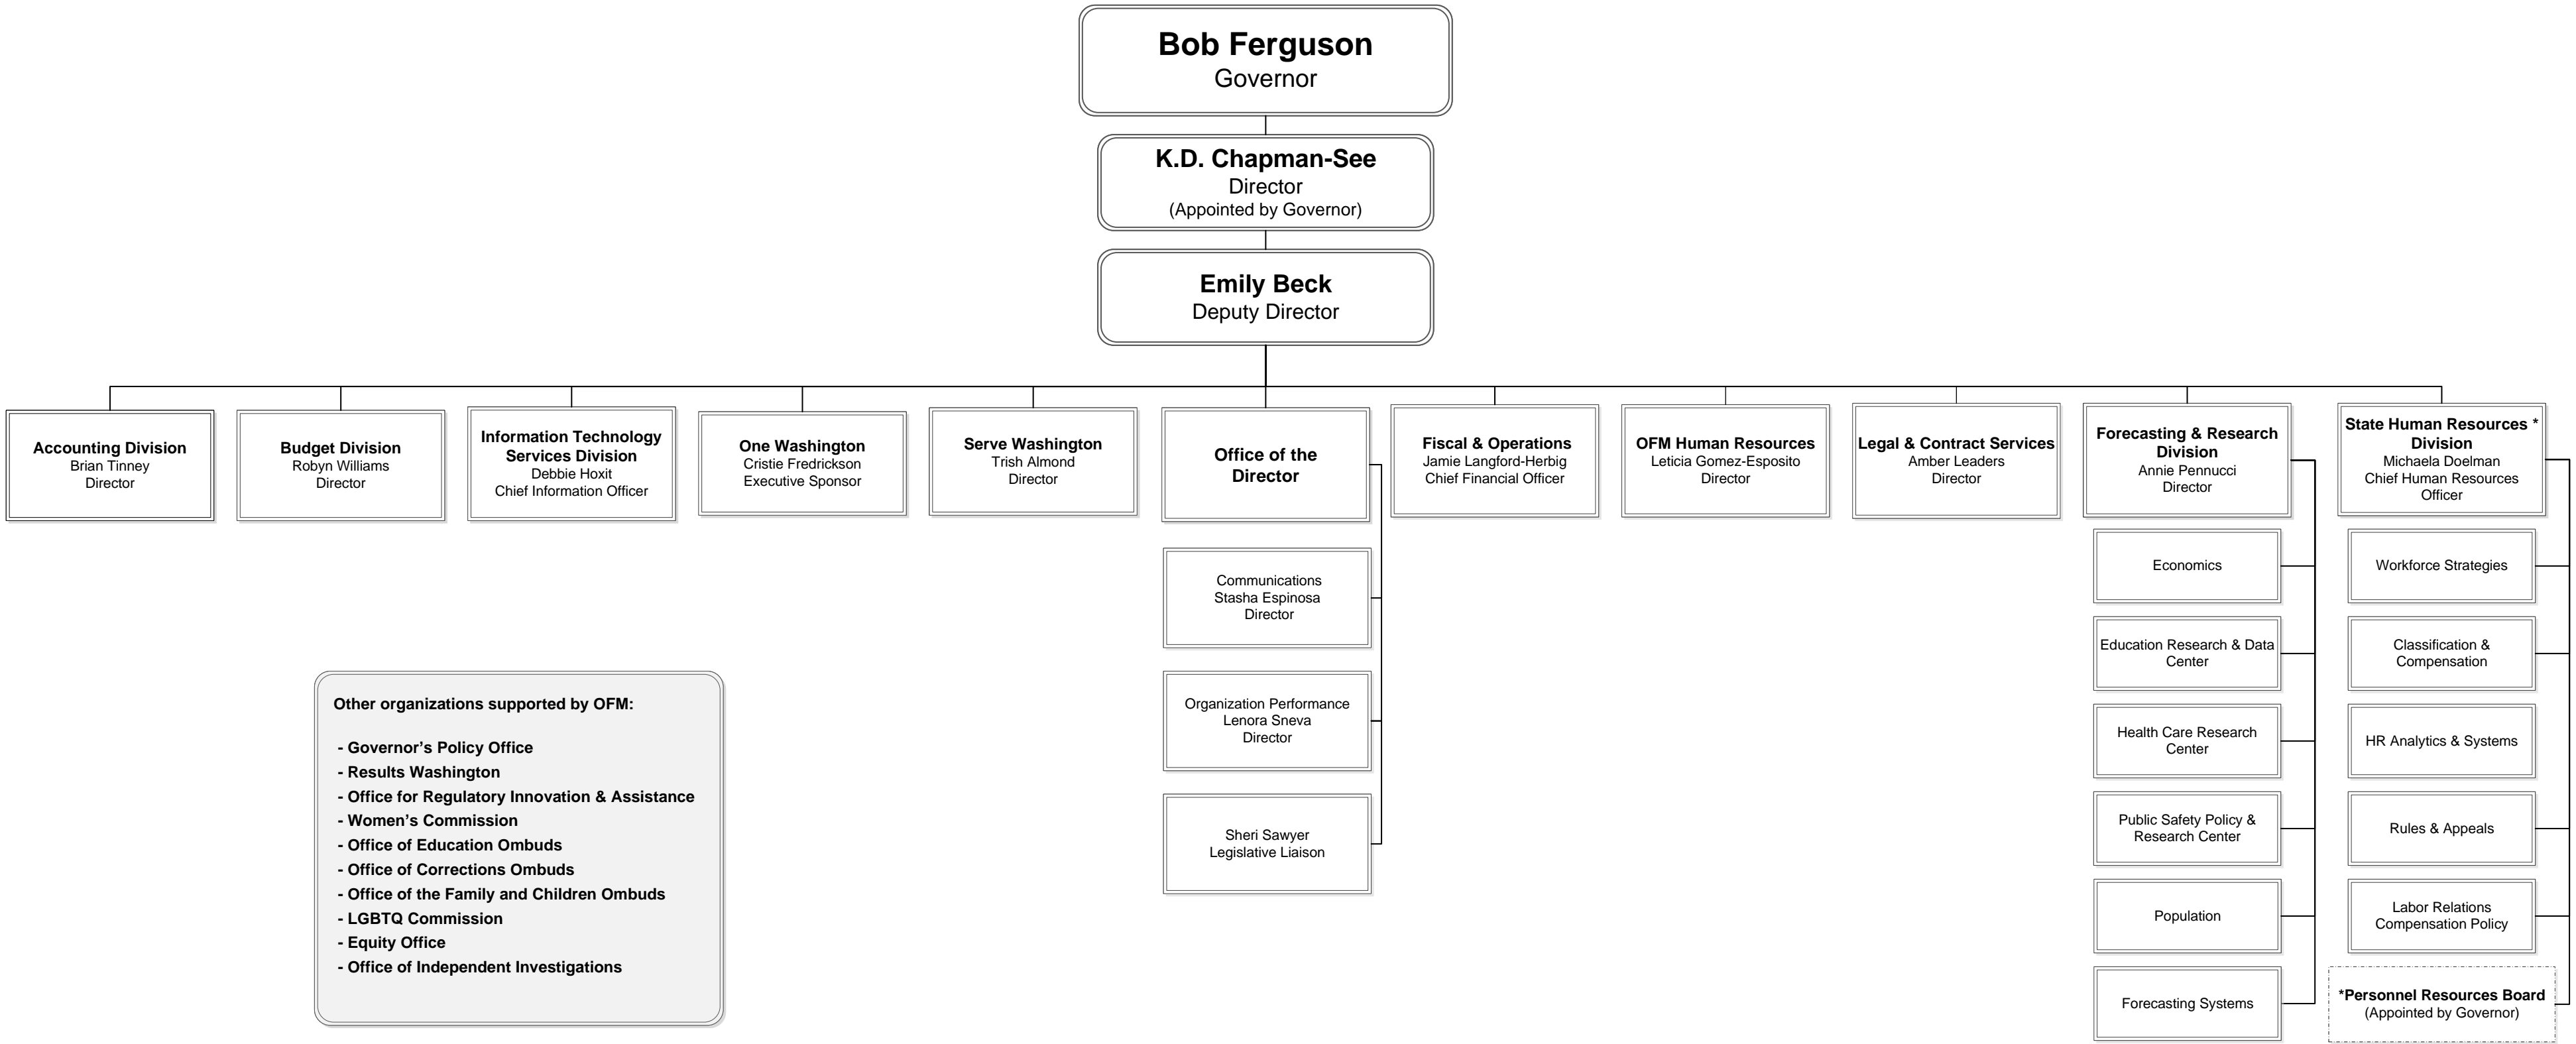 Bob Ferguson
Governor
K.D. Chapman-See
Director
(Appointed by Governor)
Emily Beck
Deputy Director
Accounting Division
Brian Tinney
Director
Budget Division
Robyn Williams
Director
Information Technology
Services Division
Debbie Hoxit
Chief Information Officer
One Washington
Cristie Fredrickson
Executive Sponsor
Serve Washington
Trish Almond
Director
Office of the
Director
Fiscal & Operations
Jamie Langford-Herbig
Chief Financial Officer
OFM Human Resources
Leticia Gomez-Esposito
Director
Legal & Contract Services
Amber Leaders
Director
Forecasting & Research
Division
Annie Pennucci
Director
State Human Resources *
Division
Michaela Doelman
Chief Human Resources
Officer
Communications
Stasha Espinosa
Director
Organization Performance
Lenora Sneva
Director
Sheri Sawyer
Legislative Liaison
Economics
Education Research & Data
Center
Health Care Research
Center
Public Safety Policy &
Research Center
Population
Forecasting Systems
Workforce Strategies
Classification &
Compensation
HR Analytics & Systems
Rules & Appeals
Labor Relations
Compensation Policy
*Personnel Resources Board
(Appointed by Governor)
Other organizations supported by OFM:
- Governor’s Policy Office
- Results Washington
- Office for Regulatory Innovation & Assistance
- Women’s Commission
- Office of Education Ombuds
- Office of Corrections Ombuds
- Office of the Family and Children Ombuds
- LGBTQ Commission
- Equity Office
- Office of Independent Investigations